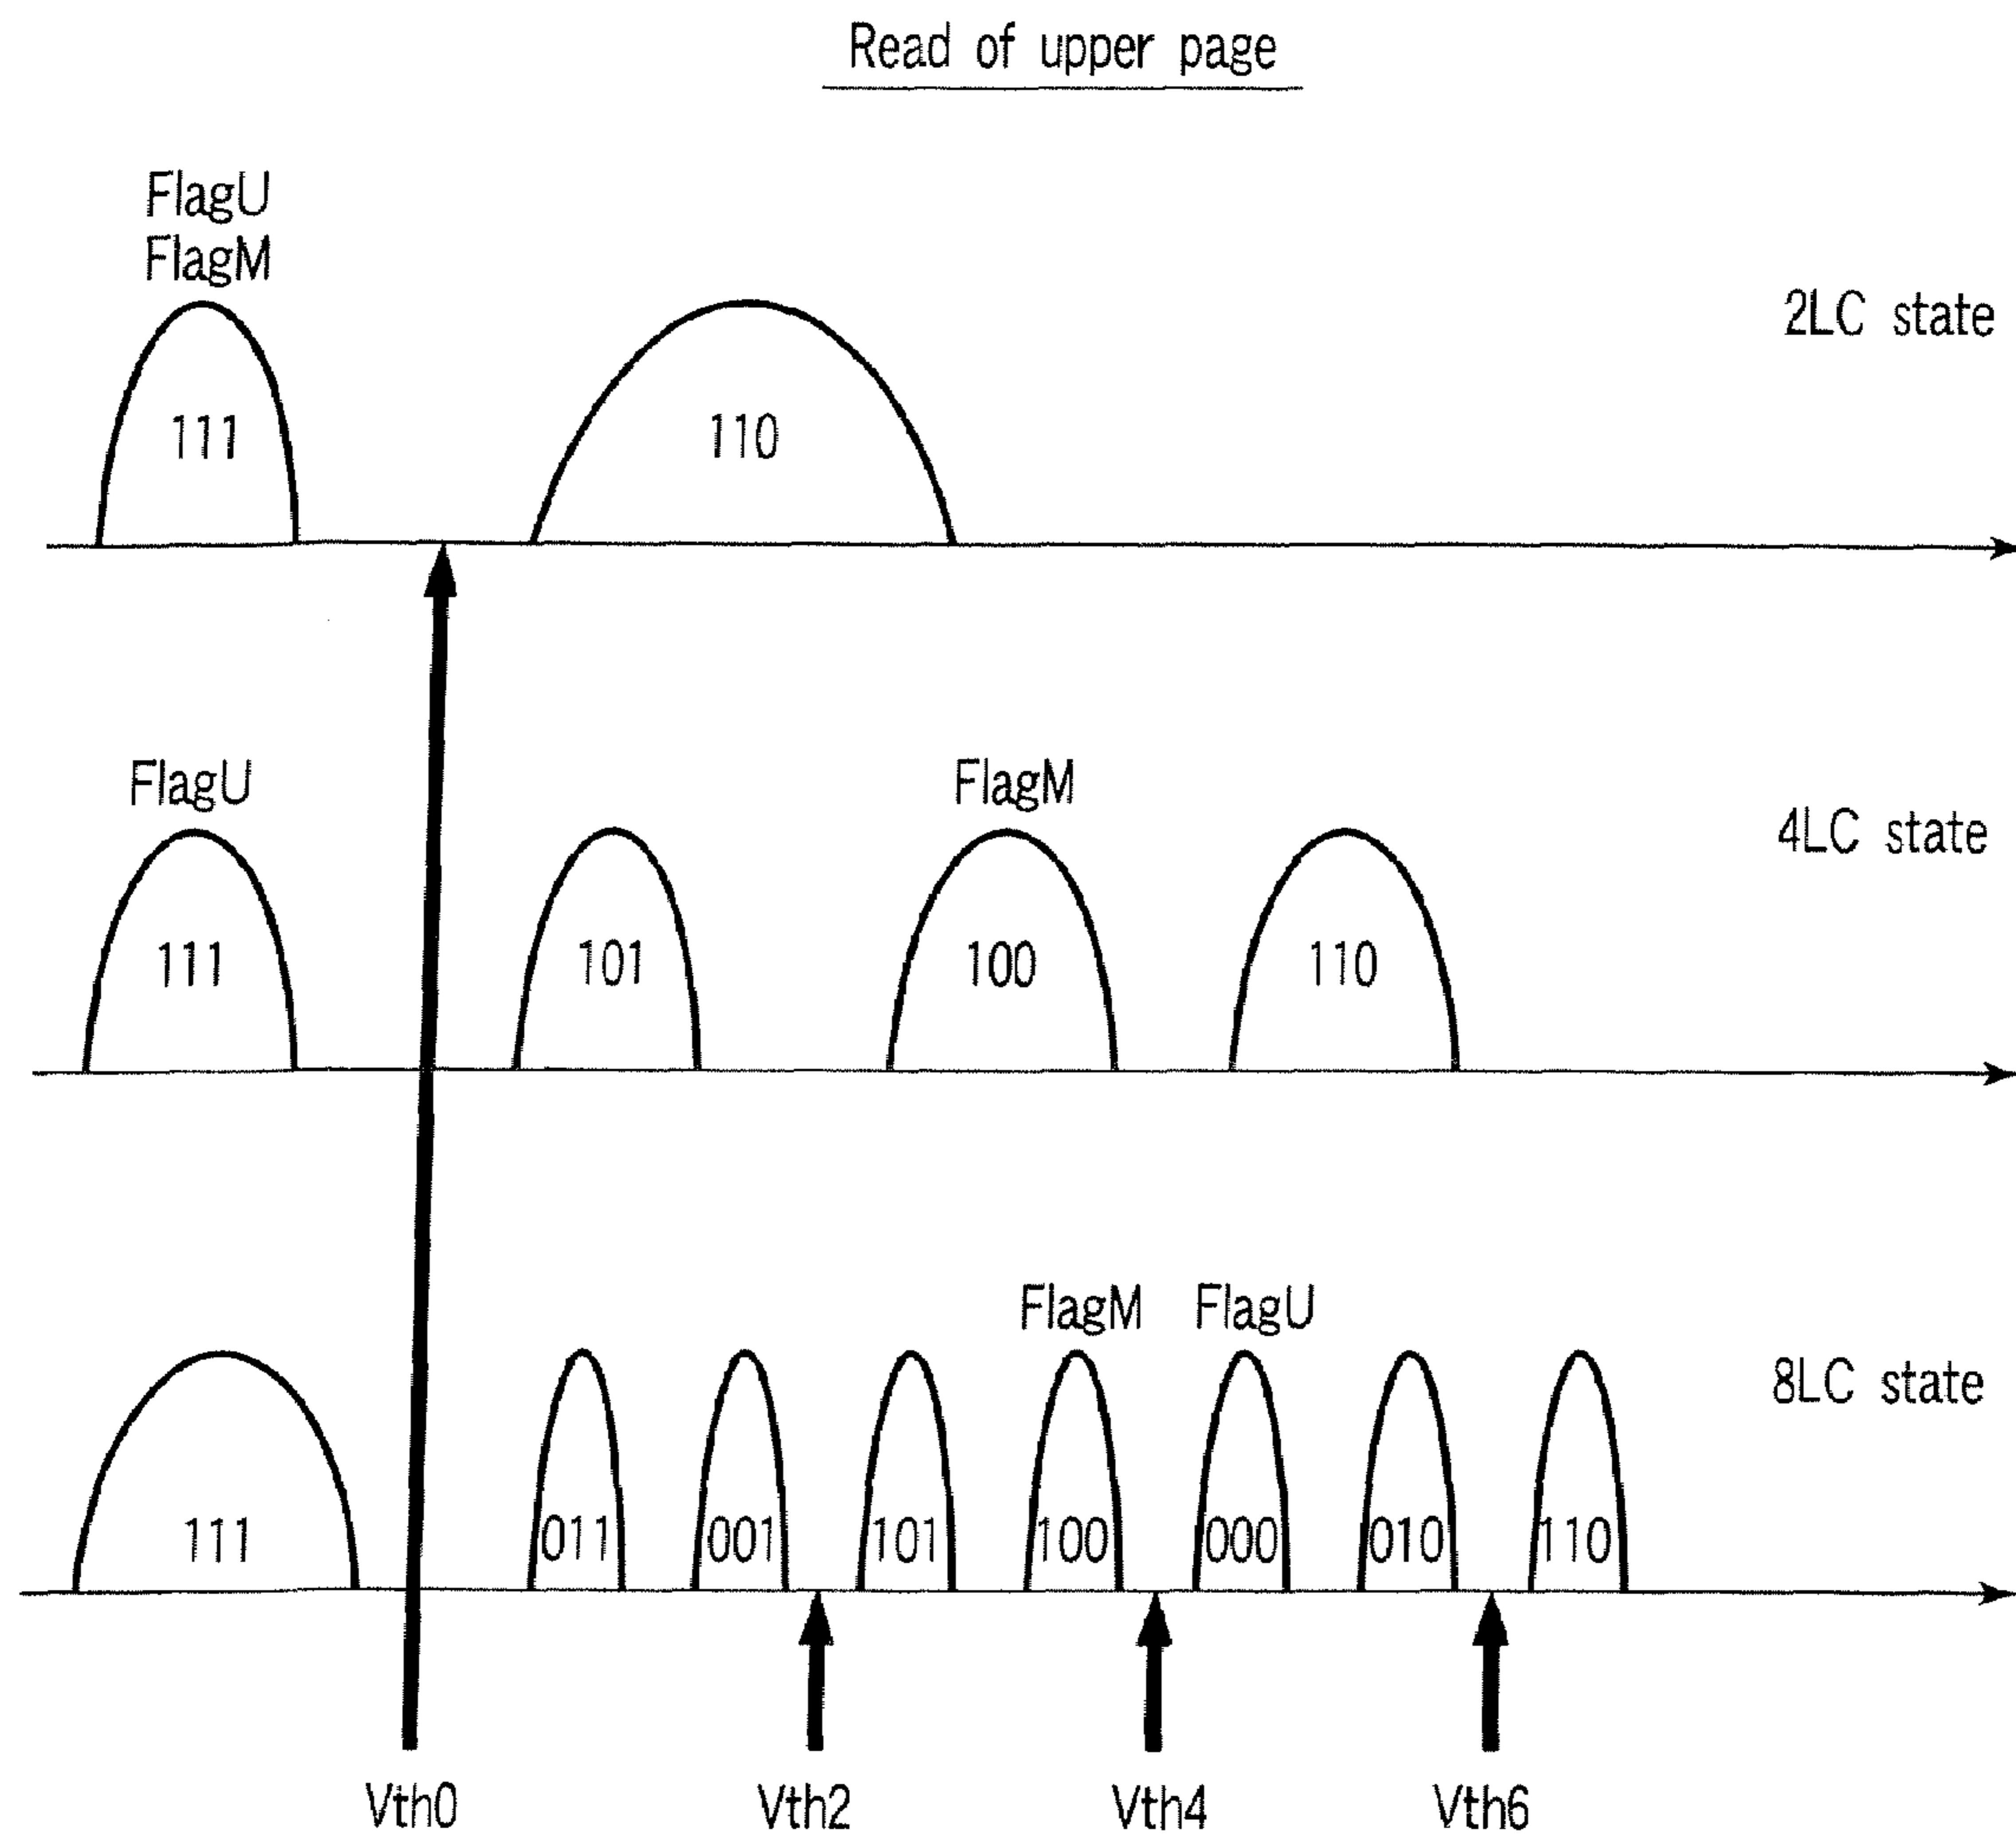 Read of upper page
FlagU
FlagM
2LC state
111
110
FlagU
FlagM
4LC state
111
101
100
110
FlagM
FlagU
8LC state
111
011
001
101
100
000
010
110
Vth0
Vth2
Vth4
Vth6